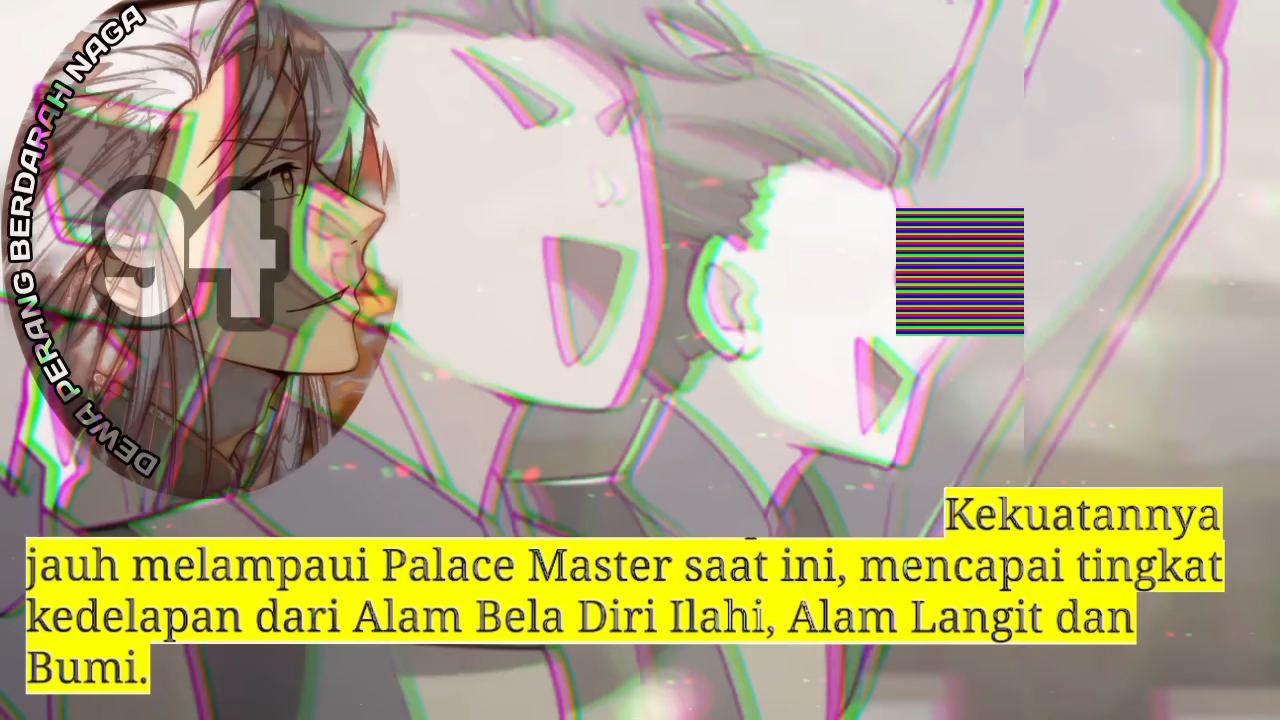 DEWA PERANG BERDARAH NAGA
94
Kekuatannya
jauh melampaui Palace Master saat ini, mencapai tingkat
kedelapan dari Alam Bela Diri Ilahi, Alam Langit dan
Bumi.